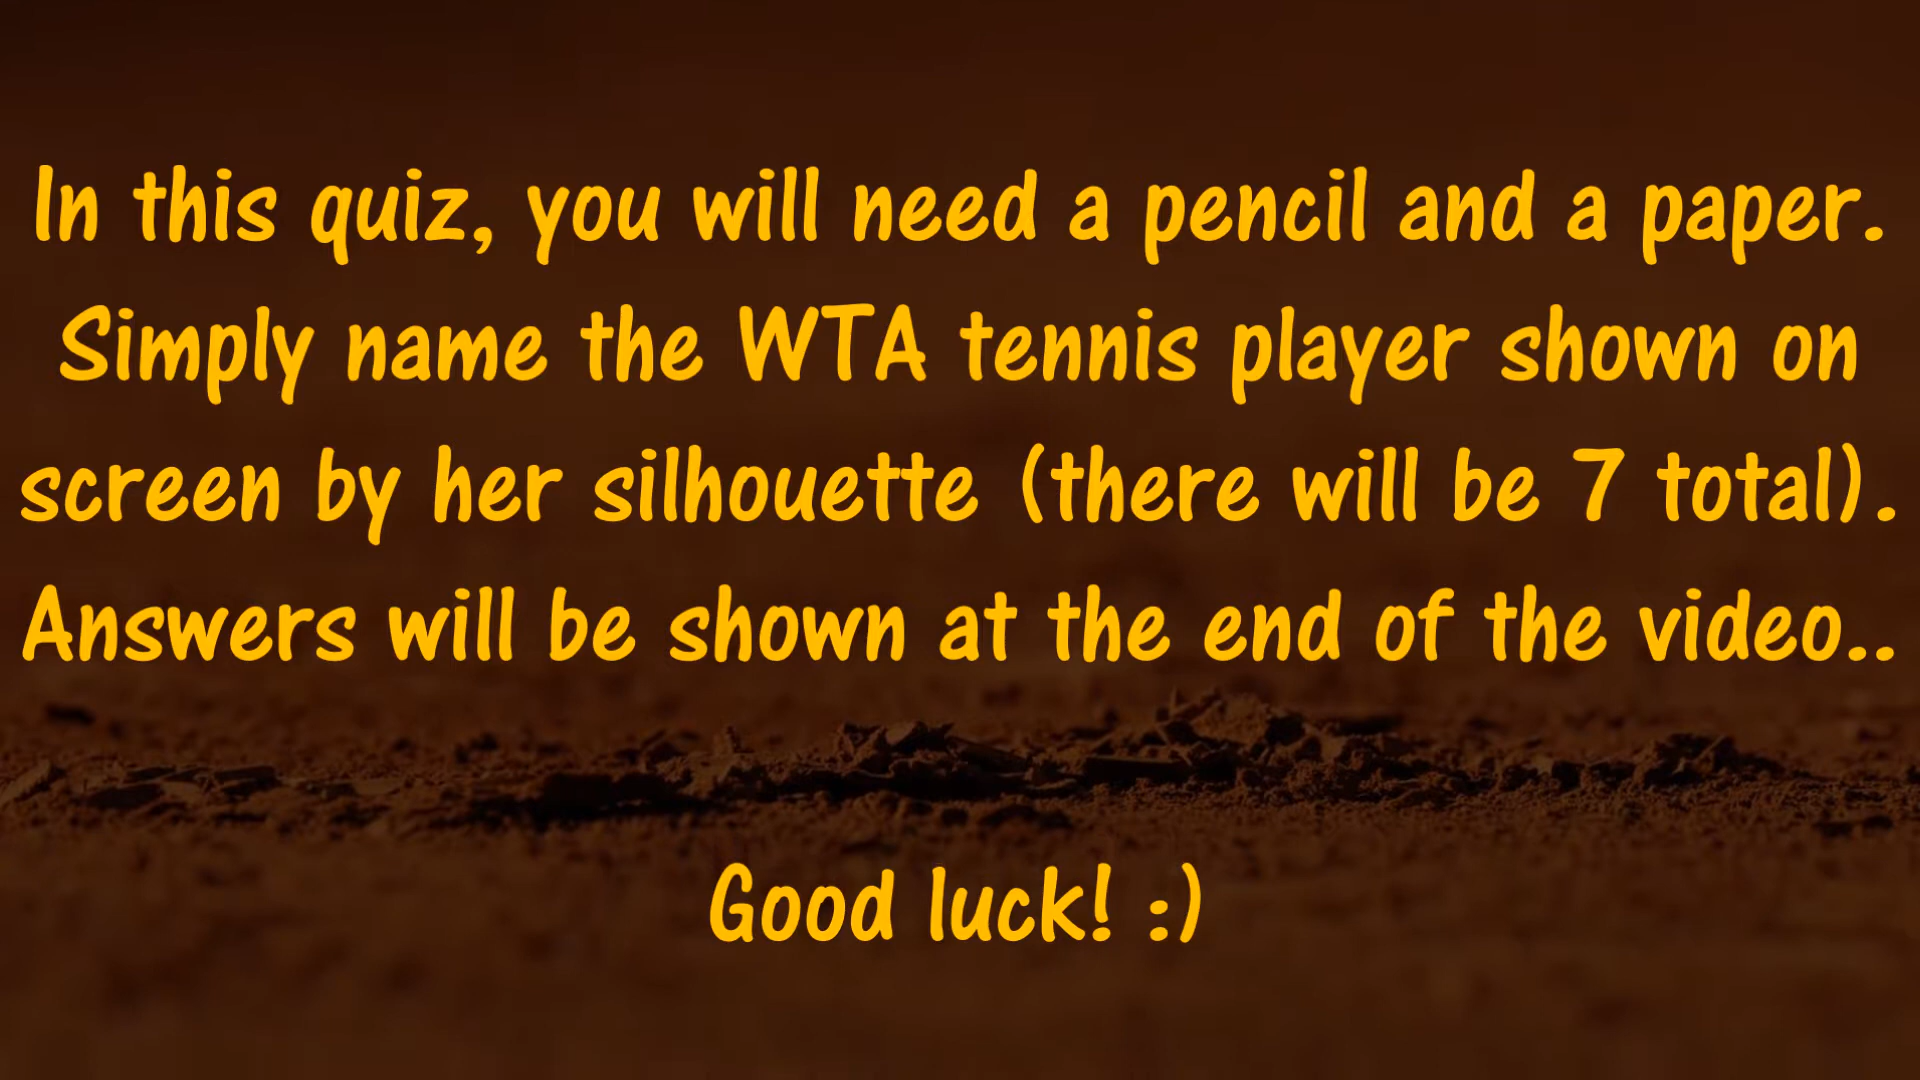 In this quiz, you will need a pencil and a paper.
Simply name the WTA tennis player shown on
screen by her silhouette (there will be 7 total).
Answers will be shown at the end of the video..
Good luck! :)